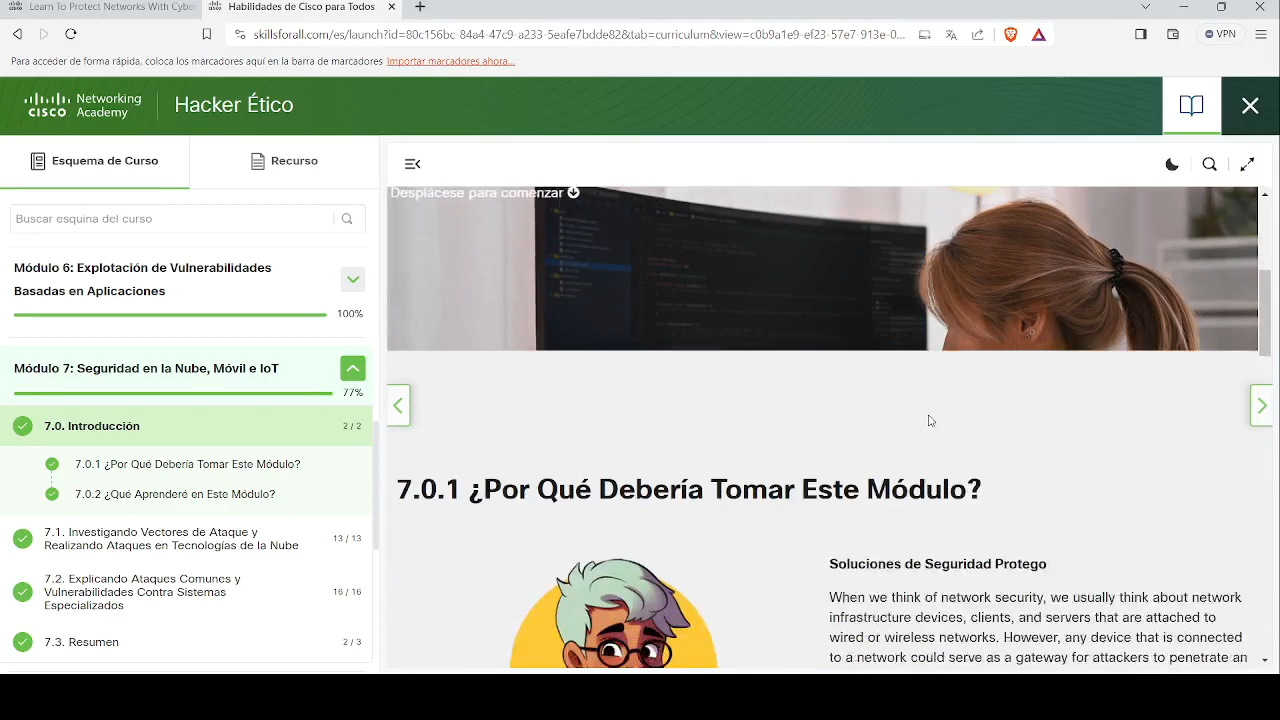 Learn To Protect Networks With Cyber
Habilidades de Cisco para Todos
skillsforall.com/es/launch?id=80c156bc-84a4-47c9-a233-5eafe7bdde82&tab=curriculum&view=c0b9a1e9-ef23-57e7-913e-0...
VPN
Para acceder de forma rápida, coloca los marcadores aquí en la barra de marcadores Importar marcadores ahora...
cisco Networking Academy
Hacker Ético
Esquema de Curso
Recurso
Buscar esquina del curso
Módulo 6: Explotación de Vulnerabilidades
Basadas en Aplicaciones
100%
Módulo 7: Seguridad en la Nube, Móvil e IoT
77%
7.0. Introducción 2 / 2
7.0.1 ¿Por Qué Debería Tomar Este Módulo?
7.0.2 ¿Qué Aprenderé en Este Módulo?
7.1. Investigando Vectores de Ataque y
Realizando Ataques en Tecnologías de la Nube
13 / 13
7.2. Explicando Ataques Comunes y
Vulnerabilidades Contra Sistemas
Especializados
16 / 16
7.3. Resumen 2 / 3
Desplácese para comenzar
7.0.1 ¿Por Qué Debería Tomar Este Módulo?
Soluciones de Seguridad Protego
When we think of network security, we usually think about network
infrastructure devices, clients, and servers that are attached to
wired or wireless networks. However, any device that is connected
to a network could serve as a gateway for attackers to penetrate an